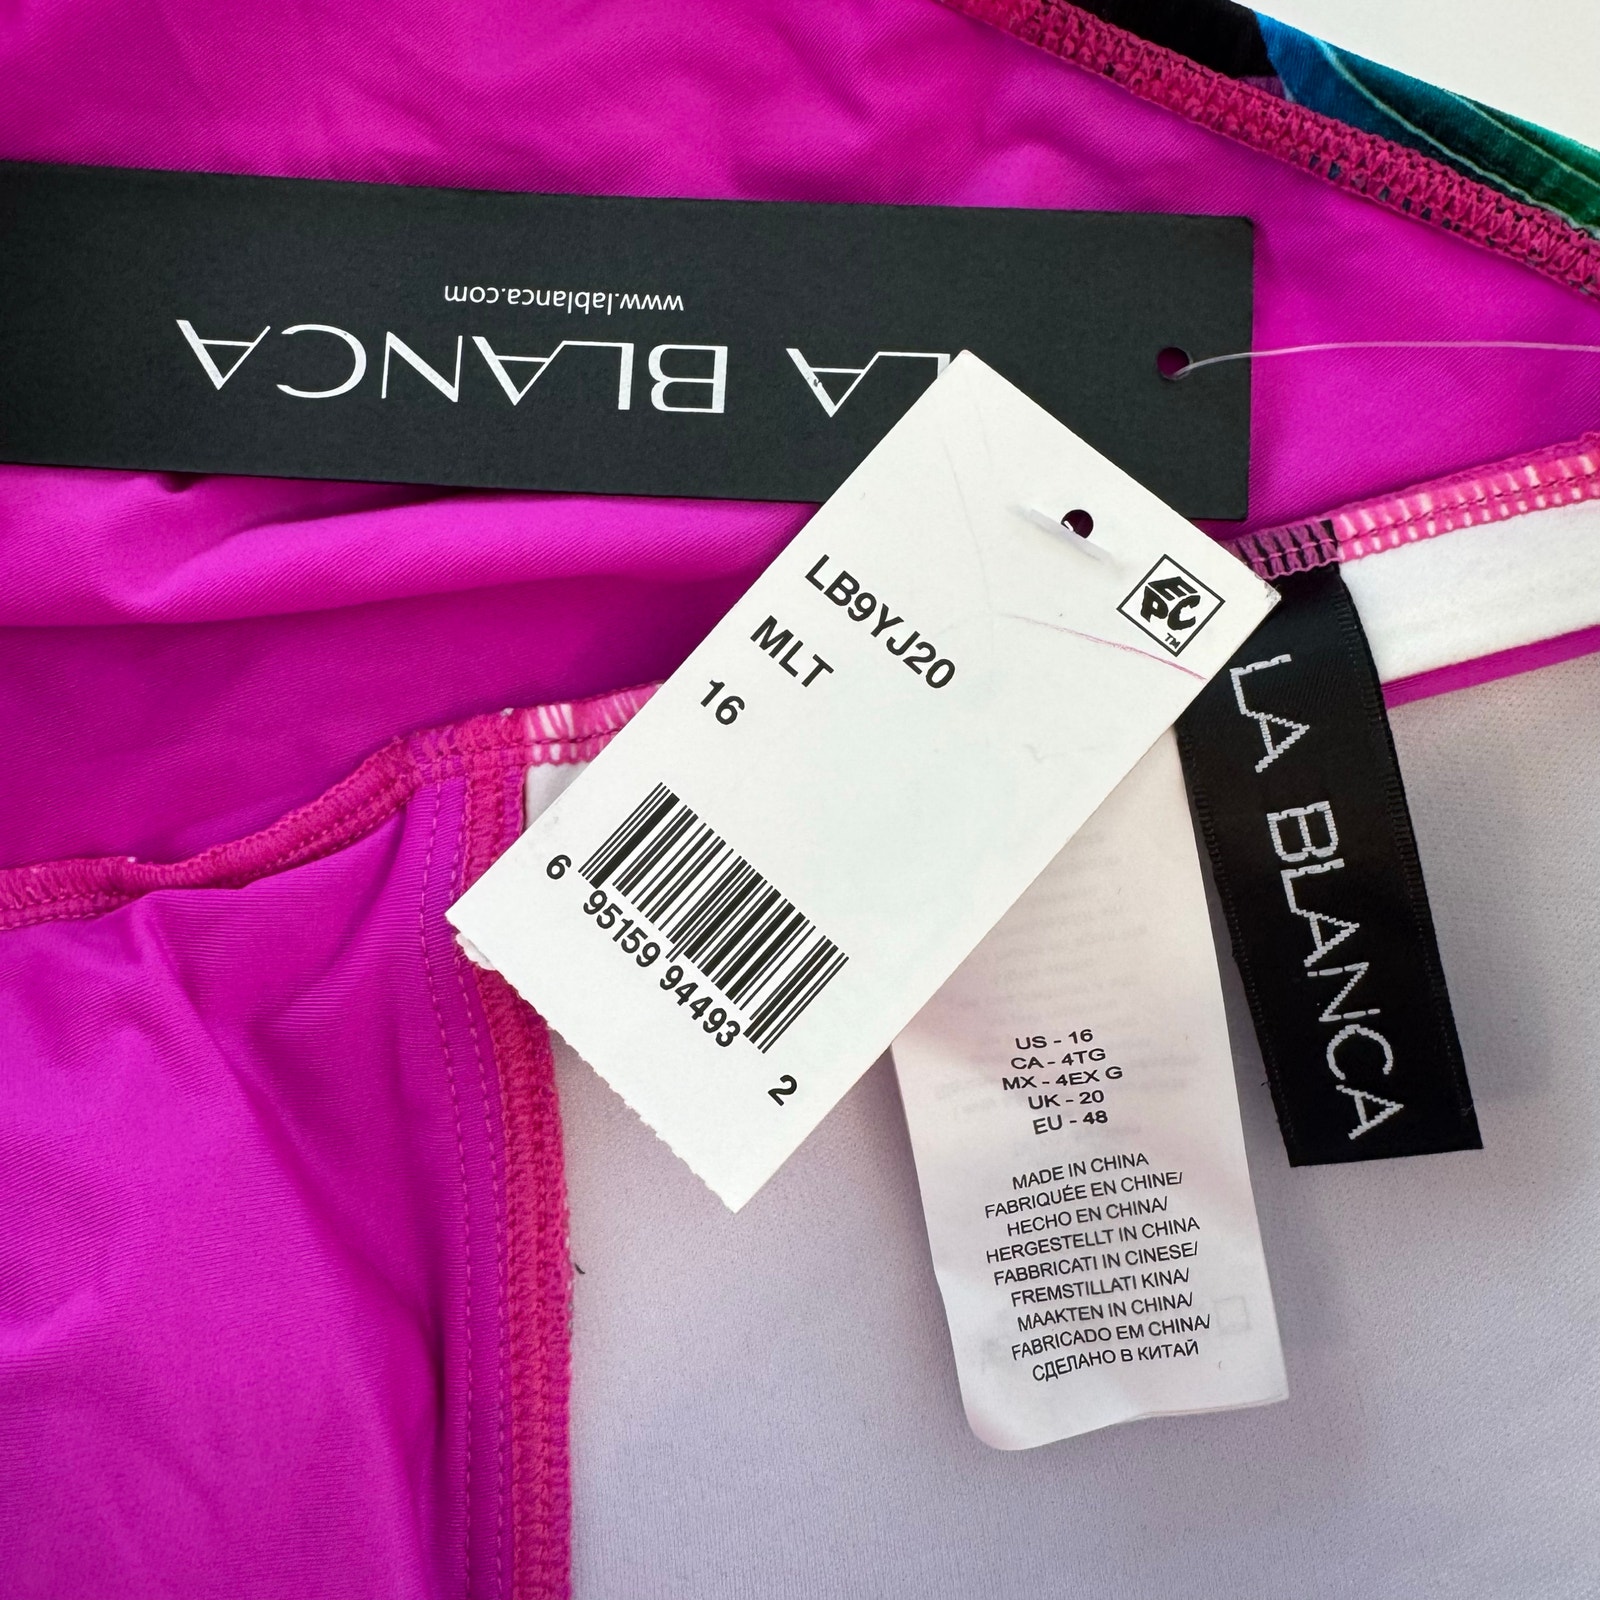 www.lablanca.com
LA BLANCA
EPC
TM
LB9YJ20
MLT
16
6 95159 94493 2
LA BLANCA
US - 16
CA - 4TG
MX - 4EX G
UK - 20
EU - 48
MADE IN CHINA
FABRIQUÉE EN CHINE/
HECHO EN CHINA/
HERGESTELLT IN CHINA
FABBRICATI IN CINESE/
FREMSTILLATI KINA/
MAAKTEN IN CHINA/
FABRICADO EM CHINA/
СДЕЛАНО В КИТАЙ